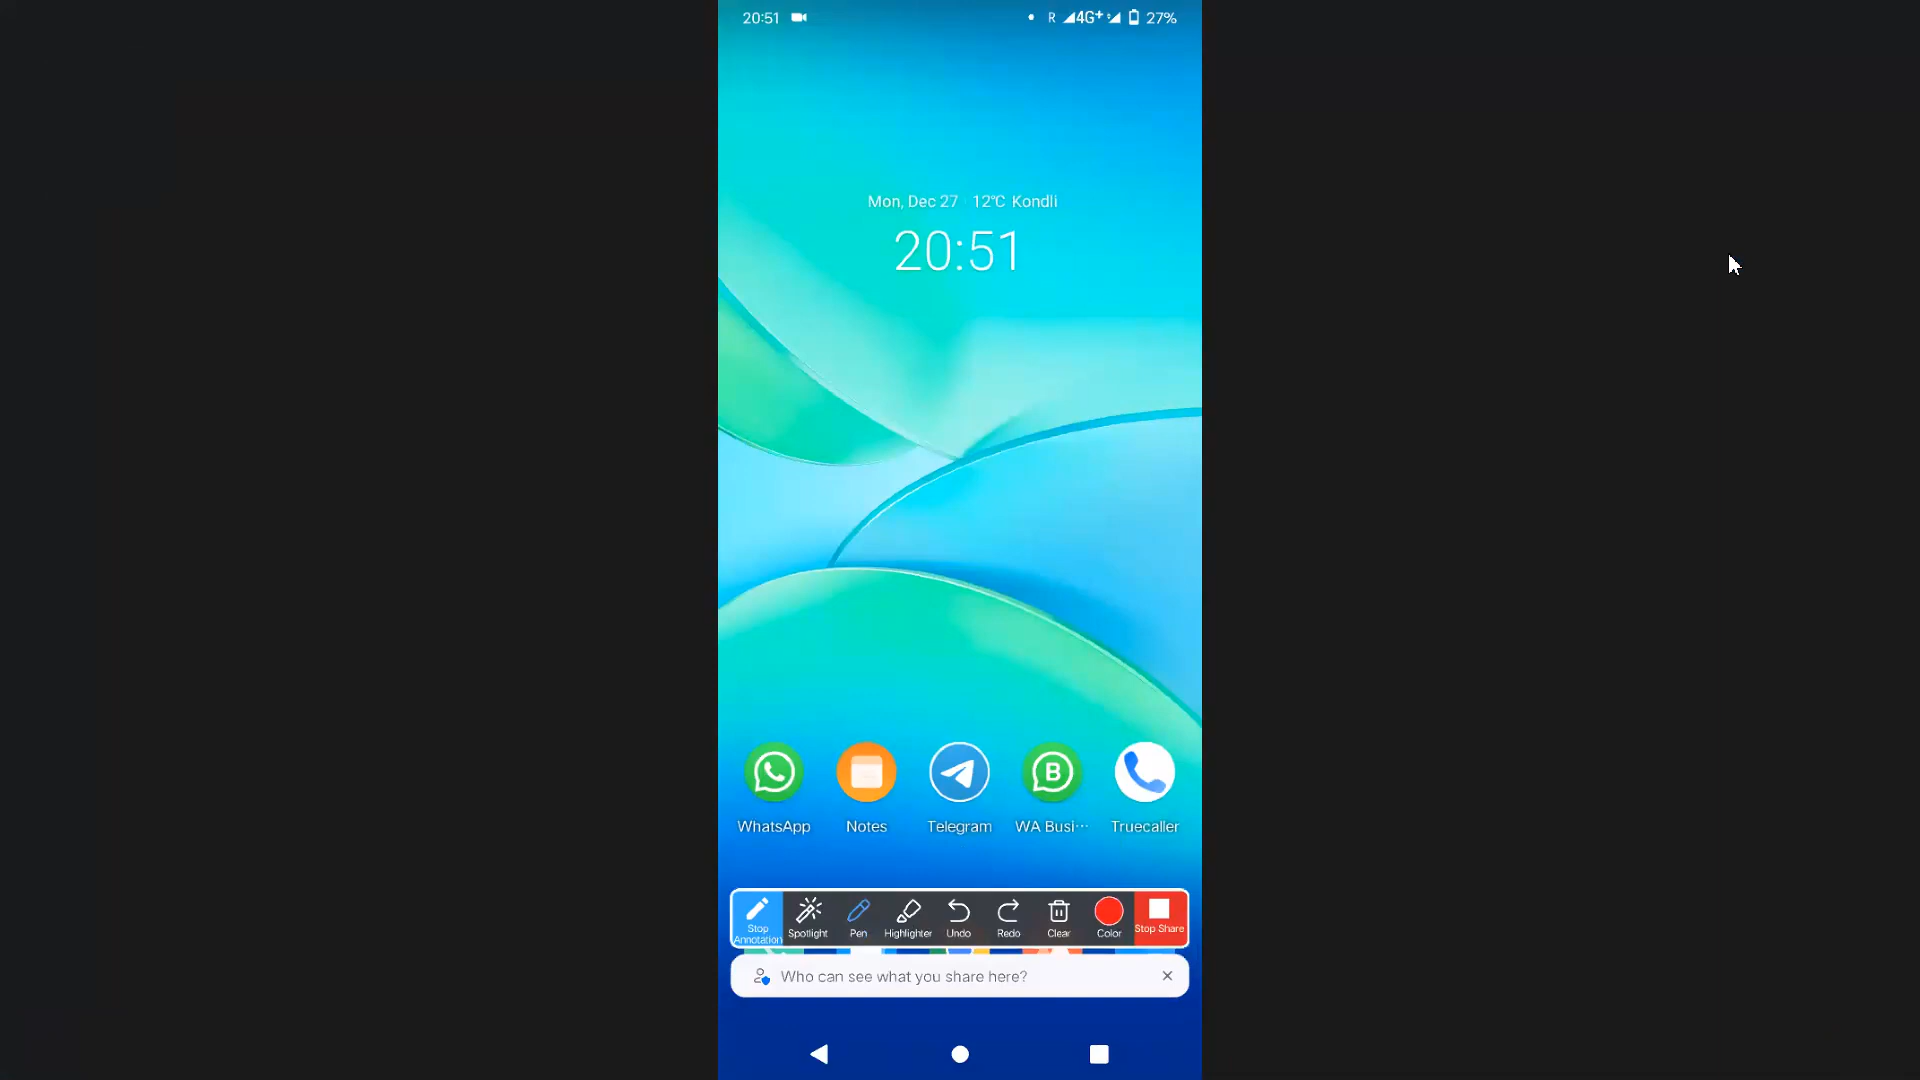 20:51
R 4G+ 27%
Mon, Dec 27 12°C Kondli
20:51
B
WhatsApp Notes Telegram WA Busi··· Truecaller
Stop Annotation Spotlight Pen Highlighter Undo Redo Clear Color Stop Share
Who can see what you share here?